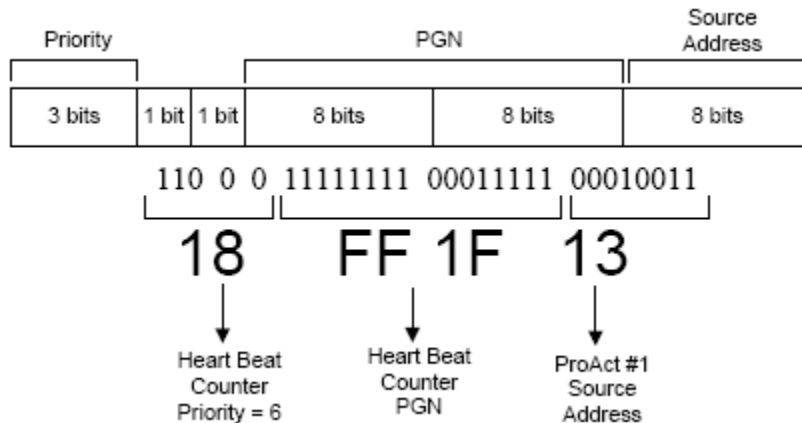 Priority
PGN
Source
Address
3 bits 1 bit 1 bit 8 bits 8 bits 8 bits
110 0 0 11111111 00011111 00010011
18 FF 1F 13
Heart Beat
Counter
Priority = 6
Heart Beat
Counter
PGN
ProAct #1
Source
Address